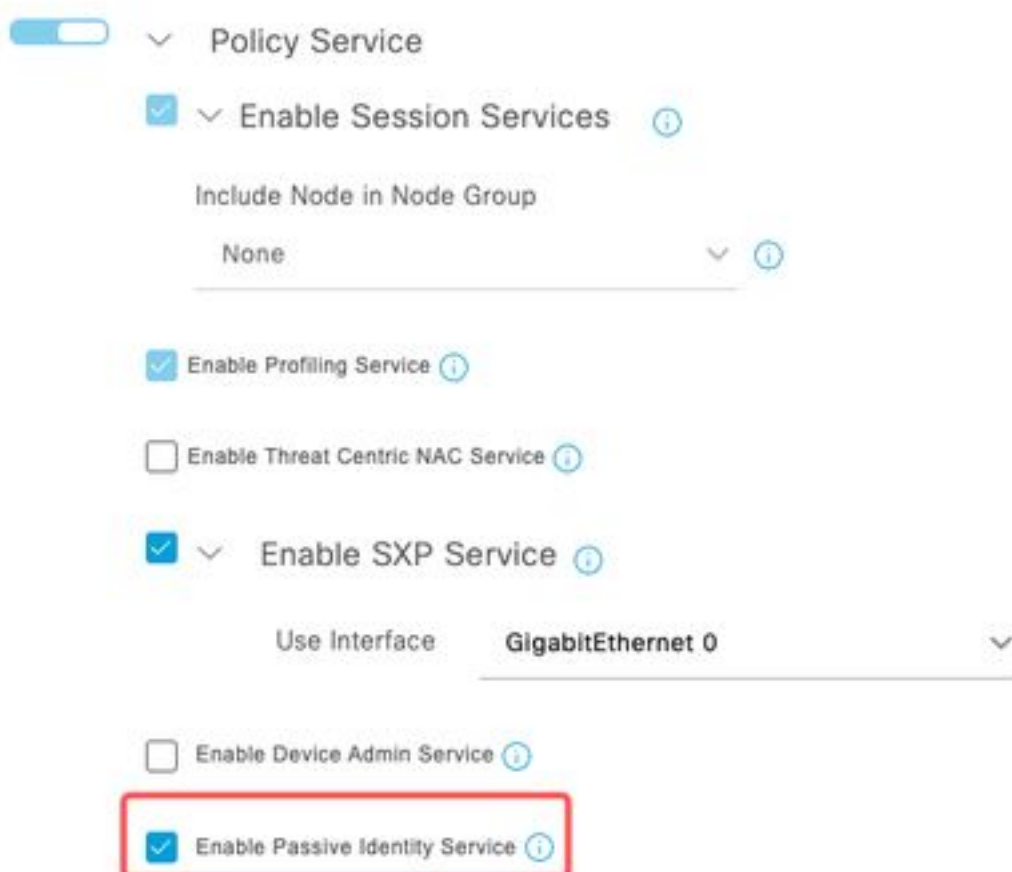 Policy Service
Enable Session Services
Include Node in Node Group
None
Enable Profiling Service
Enable Threat Centric NAC Service
Enable SXP Service
Use Interface GigabitEthernet 0
Enable Device Admin Service
Enable Passive Identity Service